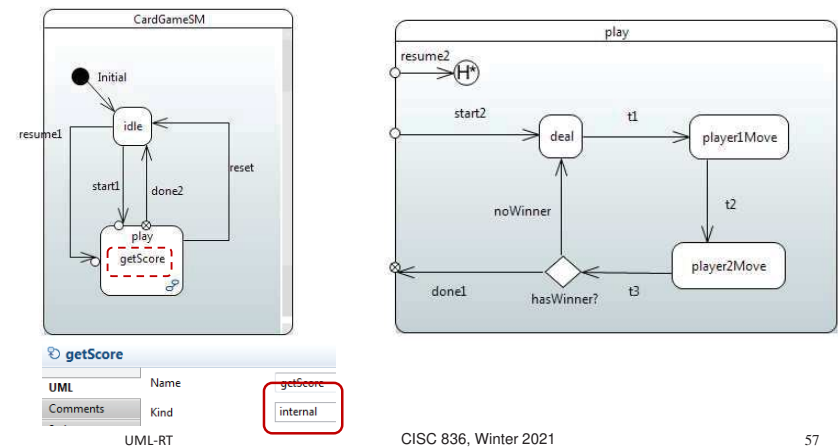 CardGameSM
Initial
idle
resume1
reset
start1
done2
play
getScore
play
resume2
H*
start2
deal
t1
player1Move
noWinner
t2
player2Move
done1
hasWinner?
t3
getScore
UML
Name
getScore
Comments
Kind
internal
UML-RT
CISC 836, Winter 2021
57